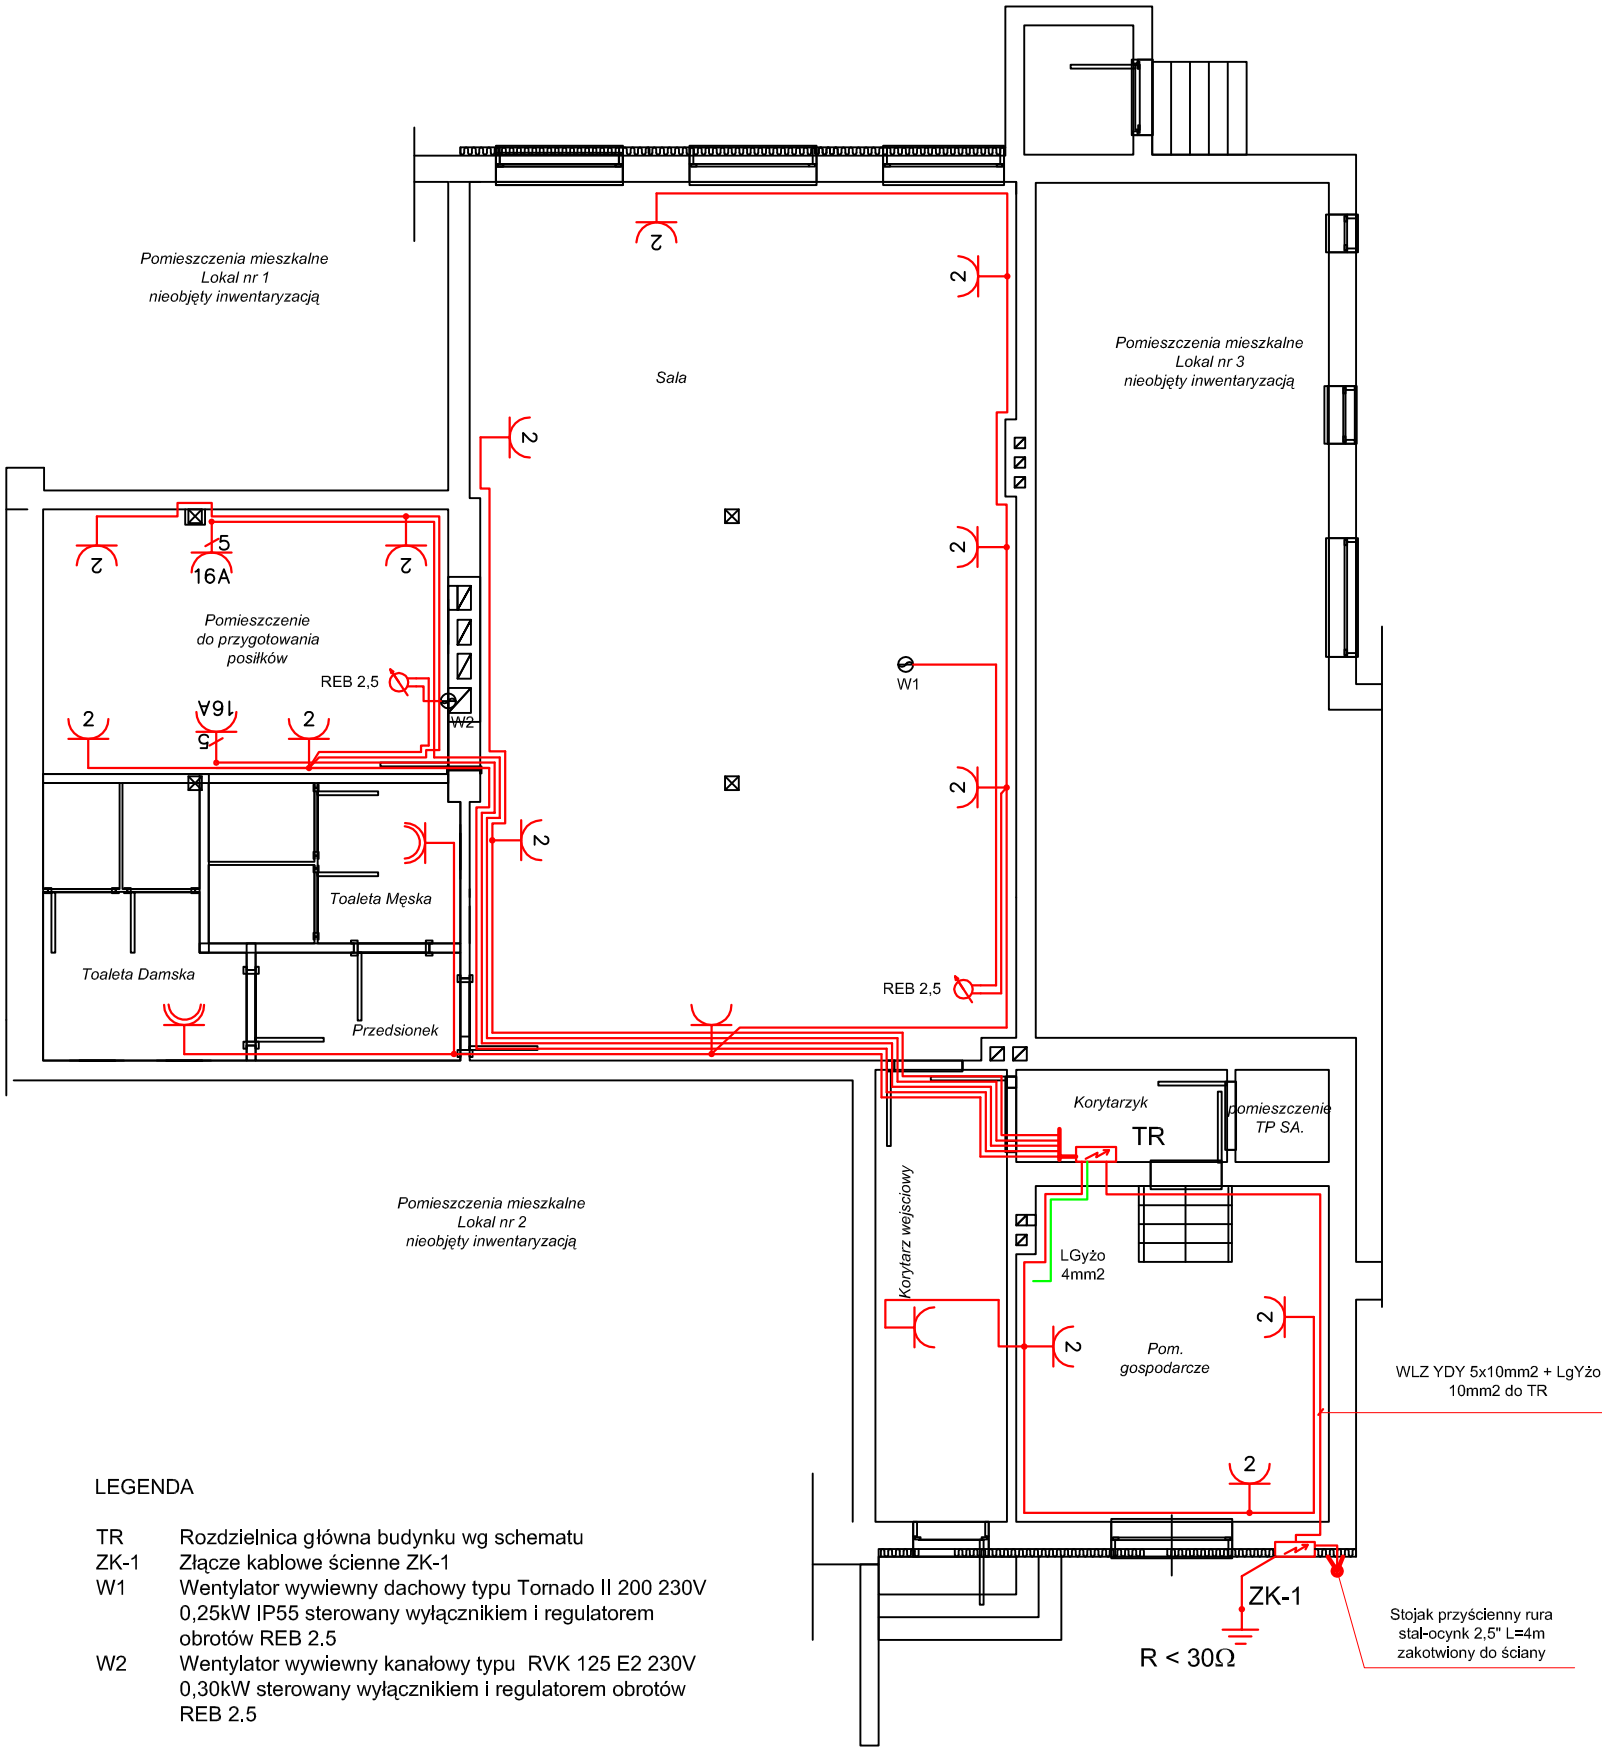 Pomieszczenia mieszkalne
Lokal nr 1
nieobjęty inwentaryzacją
2
2
Pomieszczenia mieszkalne
Lokal nr 3
nieobjęty inwentaryzacją
Sala
2
2
5
16A
2
2
Pomieszczenie
do przygotowania
posiłków
REB 2,5
W1
W2
2
16A
5
2
2
2
Toaleta Męska
Toaleta Damska
REB 2,5
Przedsionek
Korytarzyk
pomieszczenie
TP SA.
TR
Korytarz wejsciowy
Pomieszczenia mieszkalne
Lokal nr 2
nieobjęty inwentaryzacją
LGyżo
4mm2
2
2
Pom.
gospodarcze
WLZ YDY 5x10mm2 + LgYżo
10mm2 do TR
2
LEGENDA
TR Rozdzielnica główna budynku wg schematu
ZK-1 Złącze kablowe ścienne ZK-1
W1 Wentylator wywiewny dachowy typu Tornado II 200 230V
0,25kW IP55 sterowany wyłącznikiem i regulatorem
obrotów REB 2.5
W2 Wentylator wywiewny kanałowy typu RVK 125 E2 230V
0,30kW sterowany wyłącznikiem i regulatorem obrotów
REB 2.5
ZK-1
R < 30Ω
Stojak przyścienny rura
stal-ocynk 2,5" L=4m
zakotwiony do ściany